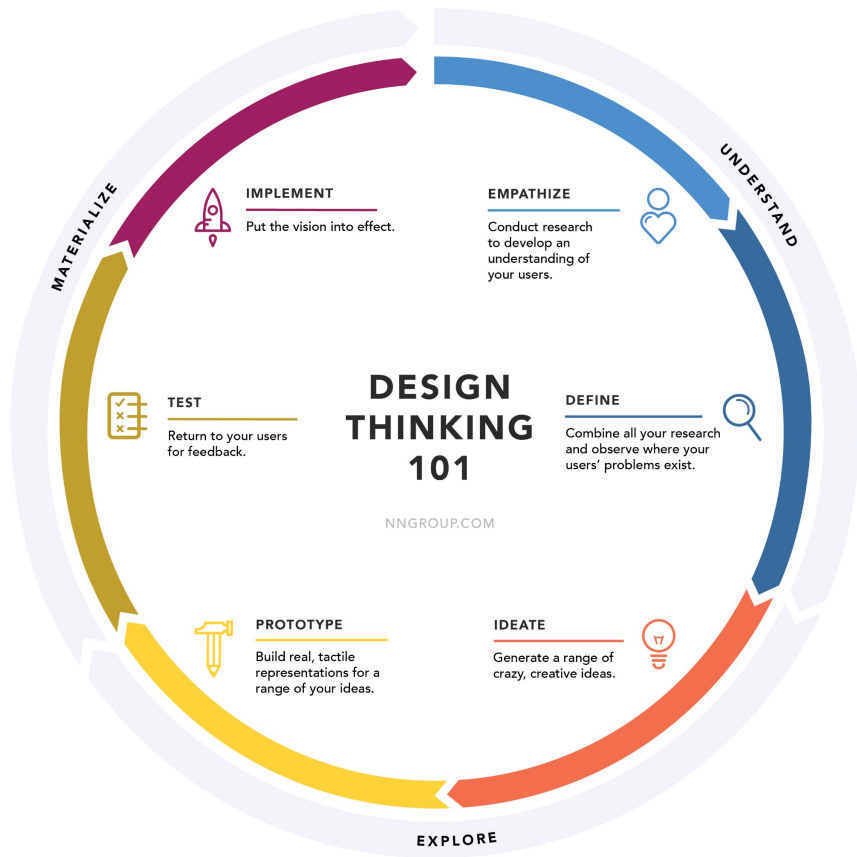 DESIGN
THINKING
101
NNGROUP.COM
UNDERSTAND
EMPATHIZE
Conduct research
to develop an
understanding of
your users.
DEFINE
Combine all your research
and observe where your
users’ problems exist.
EXPLORE
IDEATE
Generate a range of
crazy, creative ideas.
PROTOTYPE
Build real, tactile
representations for a
range of your ideas.
MATERIALIZE
TEST
Return to your users
for feedback.
IMPLEMENT
Put the vision into effect.